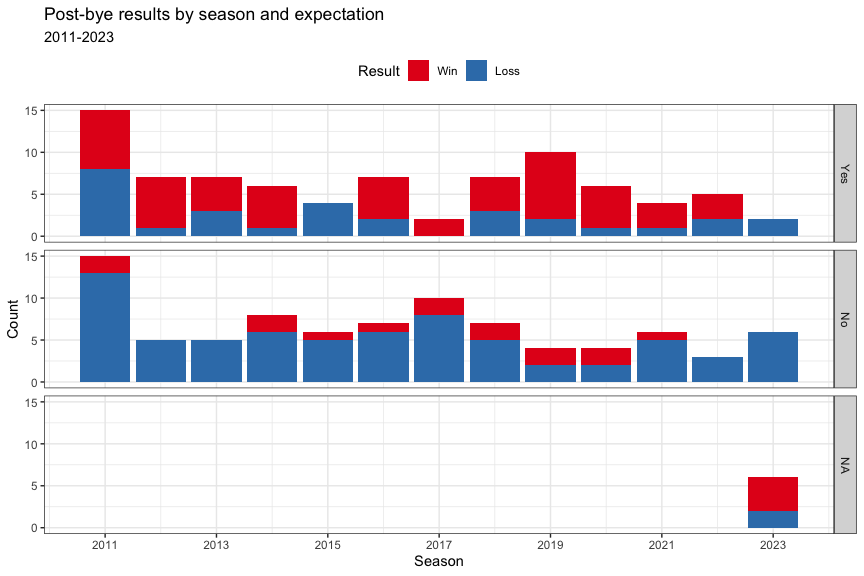 Post-bye results by season and expectation
2011-2023
Result Win Loss
15
10
5
0
Yes
15
10
5
0
No
15
10
5
0
NA
Count
2011 2013 2015 2017 2019 2021 2023
Season